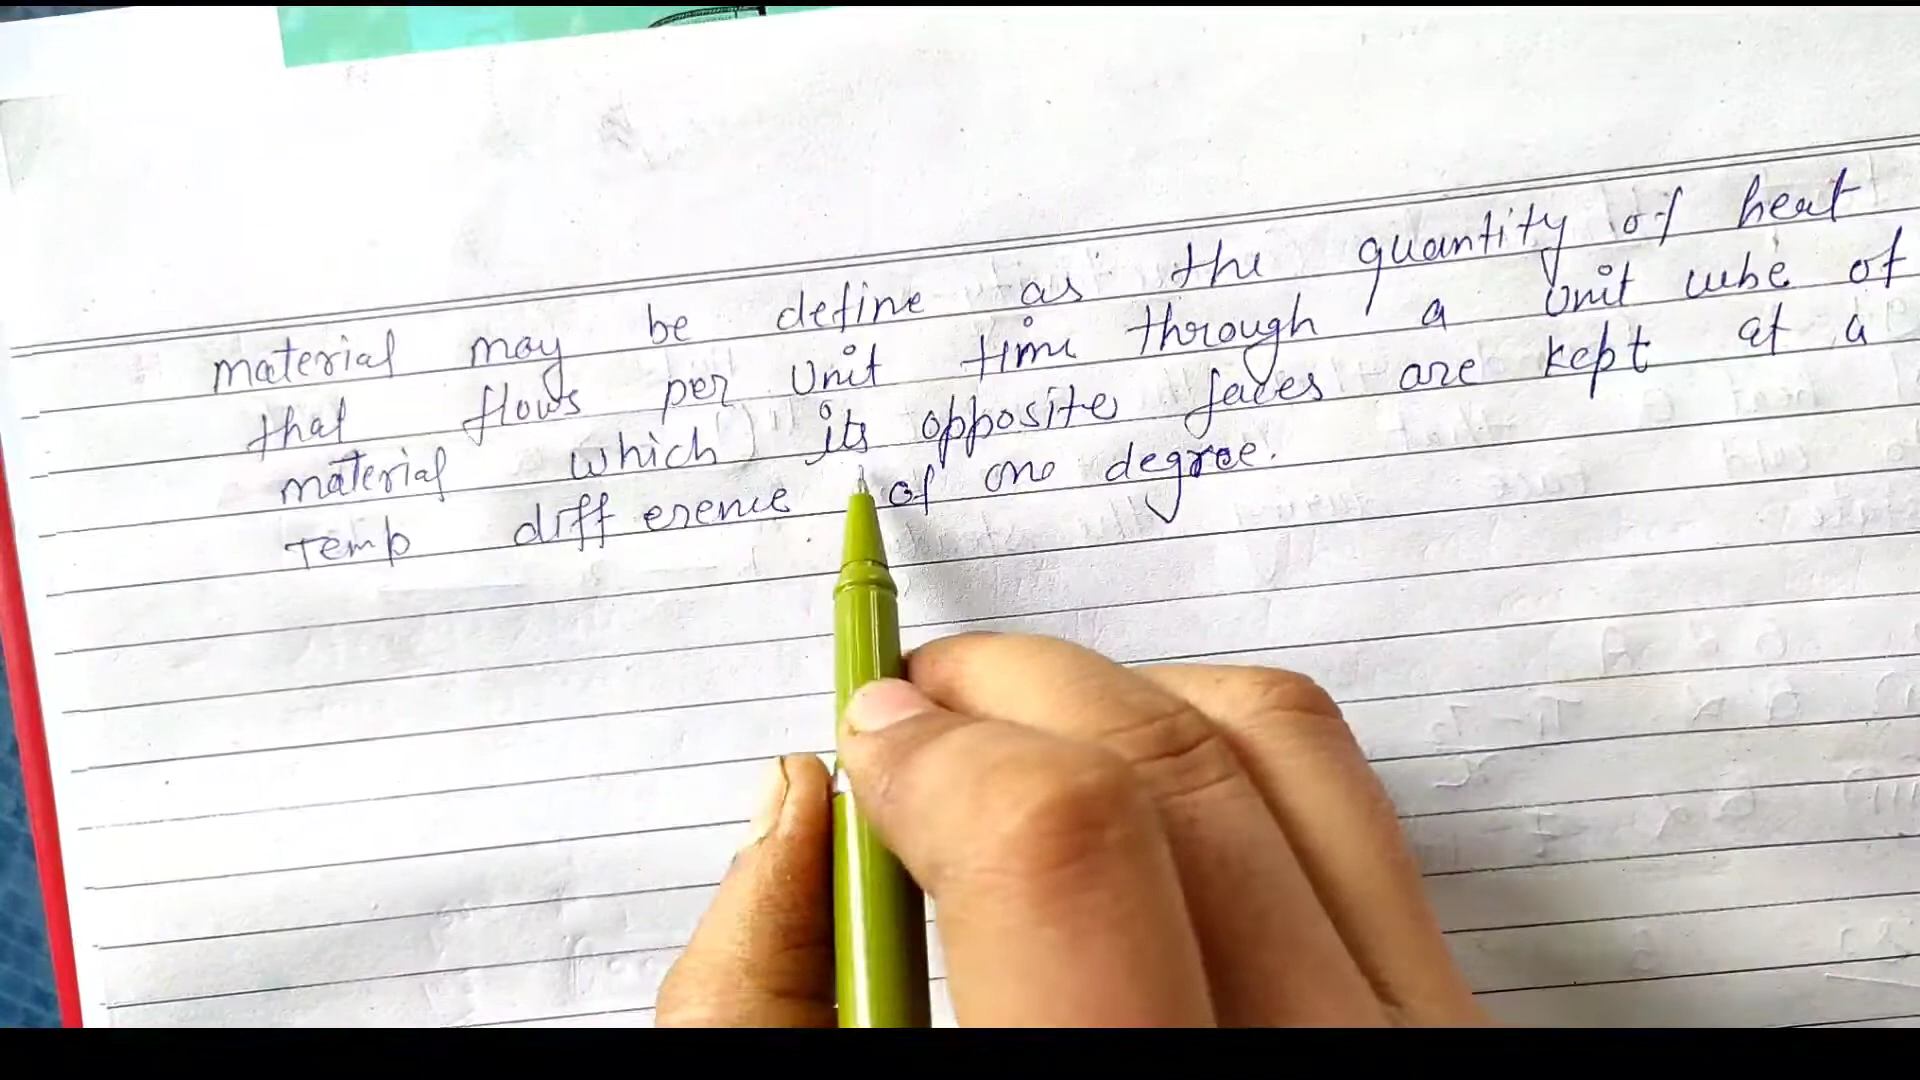 material may be define as the quantity of heat
that flows per Unit time through a Unit cube of
material which its opposite faces are kept at a
Temp difference of one degree.